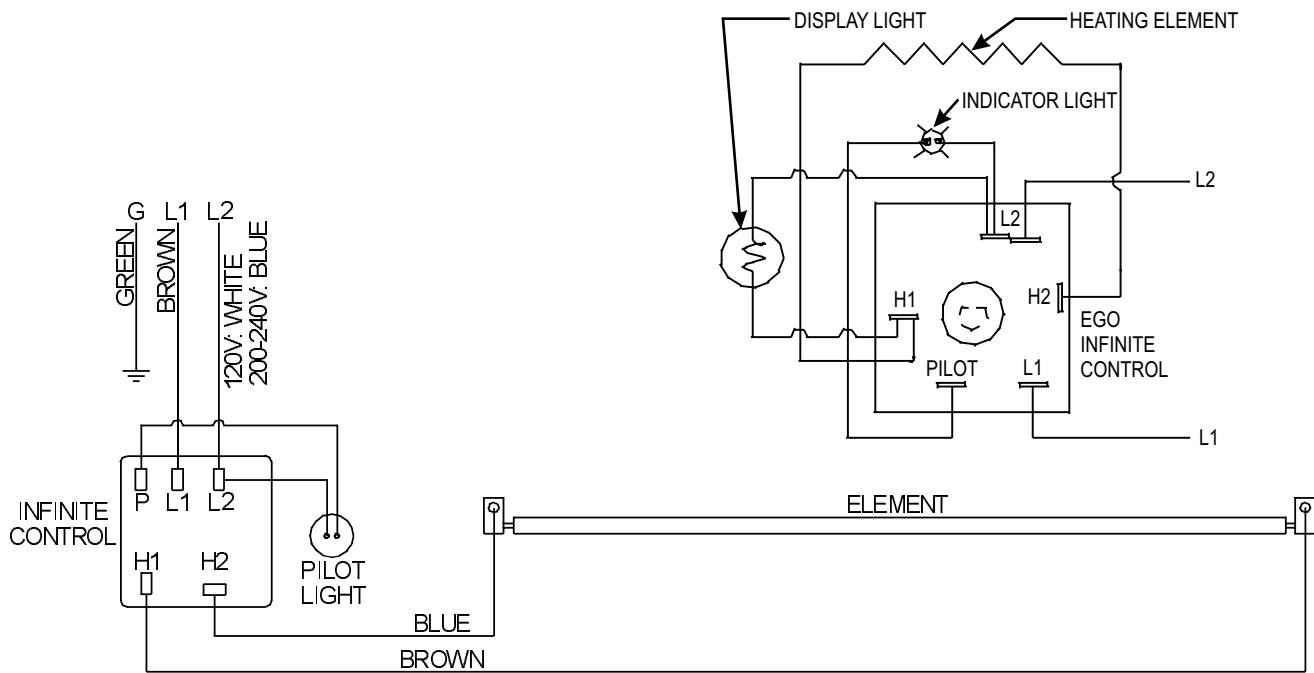 DISPLAY LIGHT
HEATING ELEMENT
INDICATOR LIGHT
L2
L2
H1
H2
EGO
INFINITE
CONTROL
PILOT
L1
L1
G L1 L2
GREEN
BROWN
120V: WHITE
200-240V: BLUE
P L1 L2
INFINITE
CONTROL
H1 H2
PILOT
LIGHT
ELEMENT
BLUE
BROWN